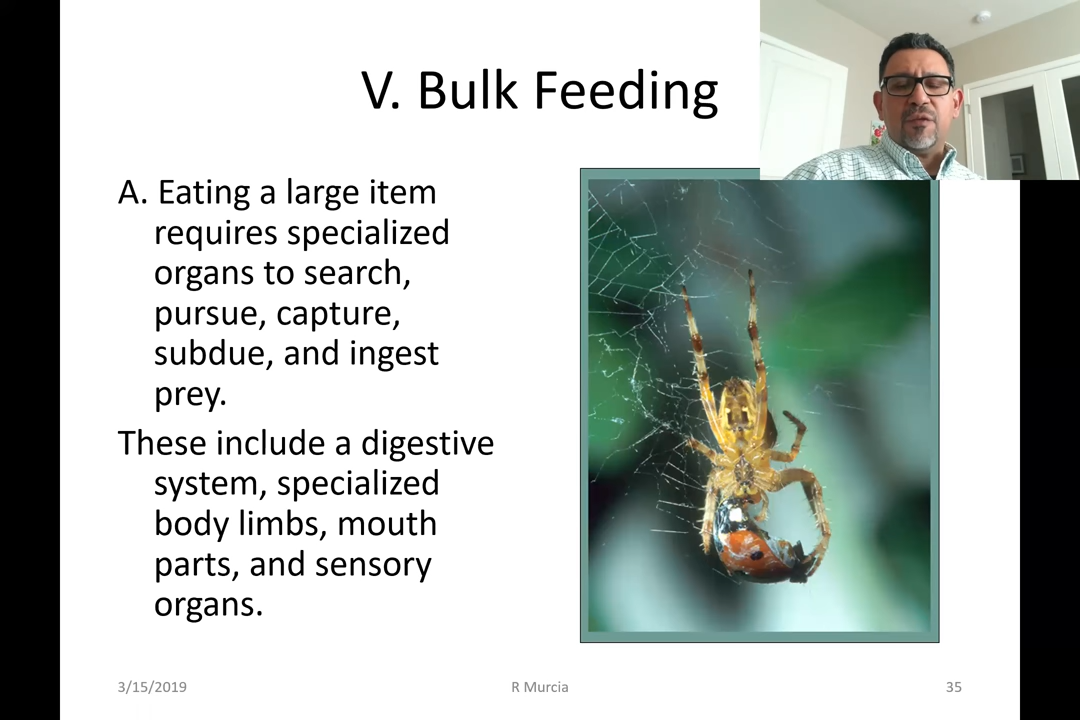 V. Bulk Feeding
A. Eating a large item
requires specialized
organs to search,
pursue, capture,
subdue, and ingest
prey.
These include a digestive
system, specialized
body limbs, mouth
parts, and sensory
organs.
3/15/2019
R Murcia
35